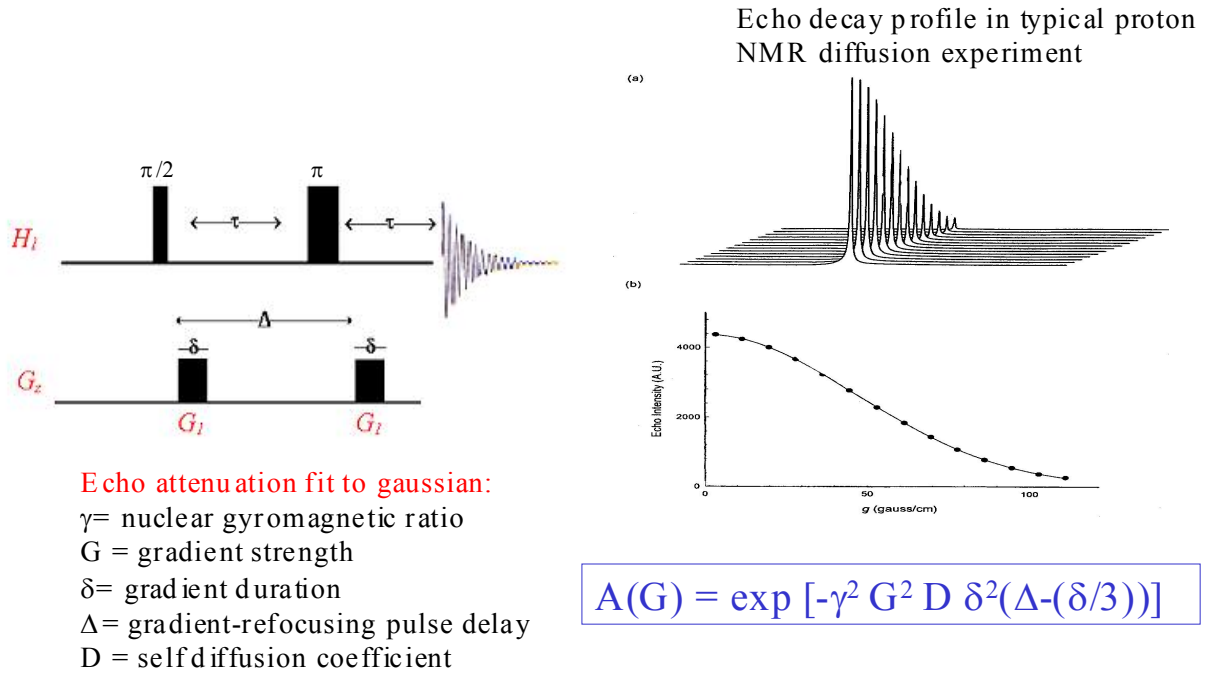 Echo decay profile in typical proton
NMR diffusion experiment
(a)
π/2
π
τ
τ
H₁
(b)
Δ
δ
δ
G_z
G₁
G₁
Echo Intensity (A.U.)
4000
2000
0
0
50
100
g (gauss/cm)
Echo attenuation fit to gaussian:
γ= nuclear gyromagnetic ratio
G = gradient strength
δ= gradient duration
Δ= gradient-refocusing pulse delay
D = self diffusion coefficient
A(G) = exp [-γ² G² D δ²(Δ-(δ/3))]